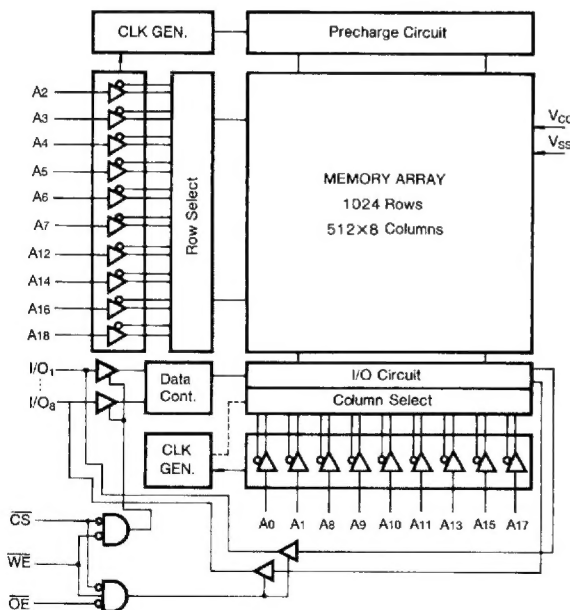 CLK GEN.
Precharge Circuit
A2
A3
A4
A5
A6
A7
A12
A14
A16
A18
Row Select
MEMORY ARRAY
1024 Rows
512×8 Columns
VCC
VSS
I/O1
I/O8
Data
Cont.
I/O Circuit
Column Select
CLK
GEN.
A0 A1 A8 A9 A10 A11 A13 A15 A17
CS
WE
OE